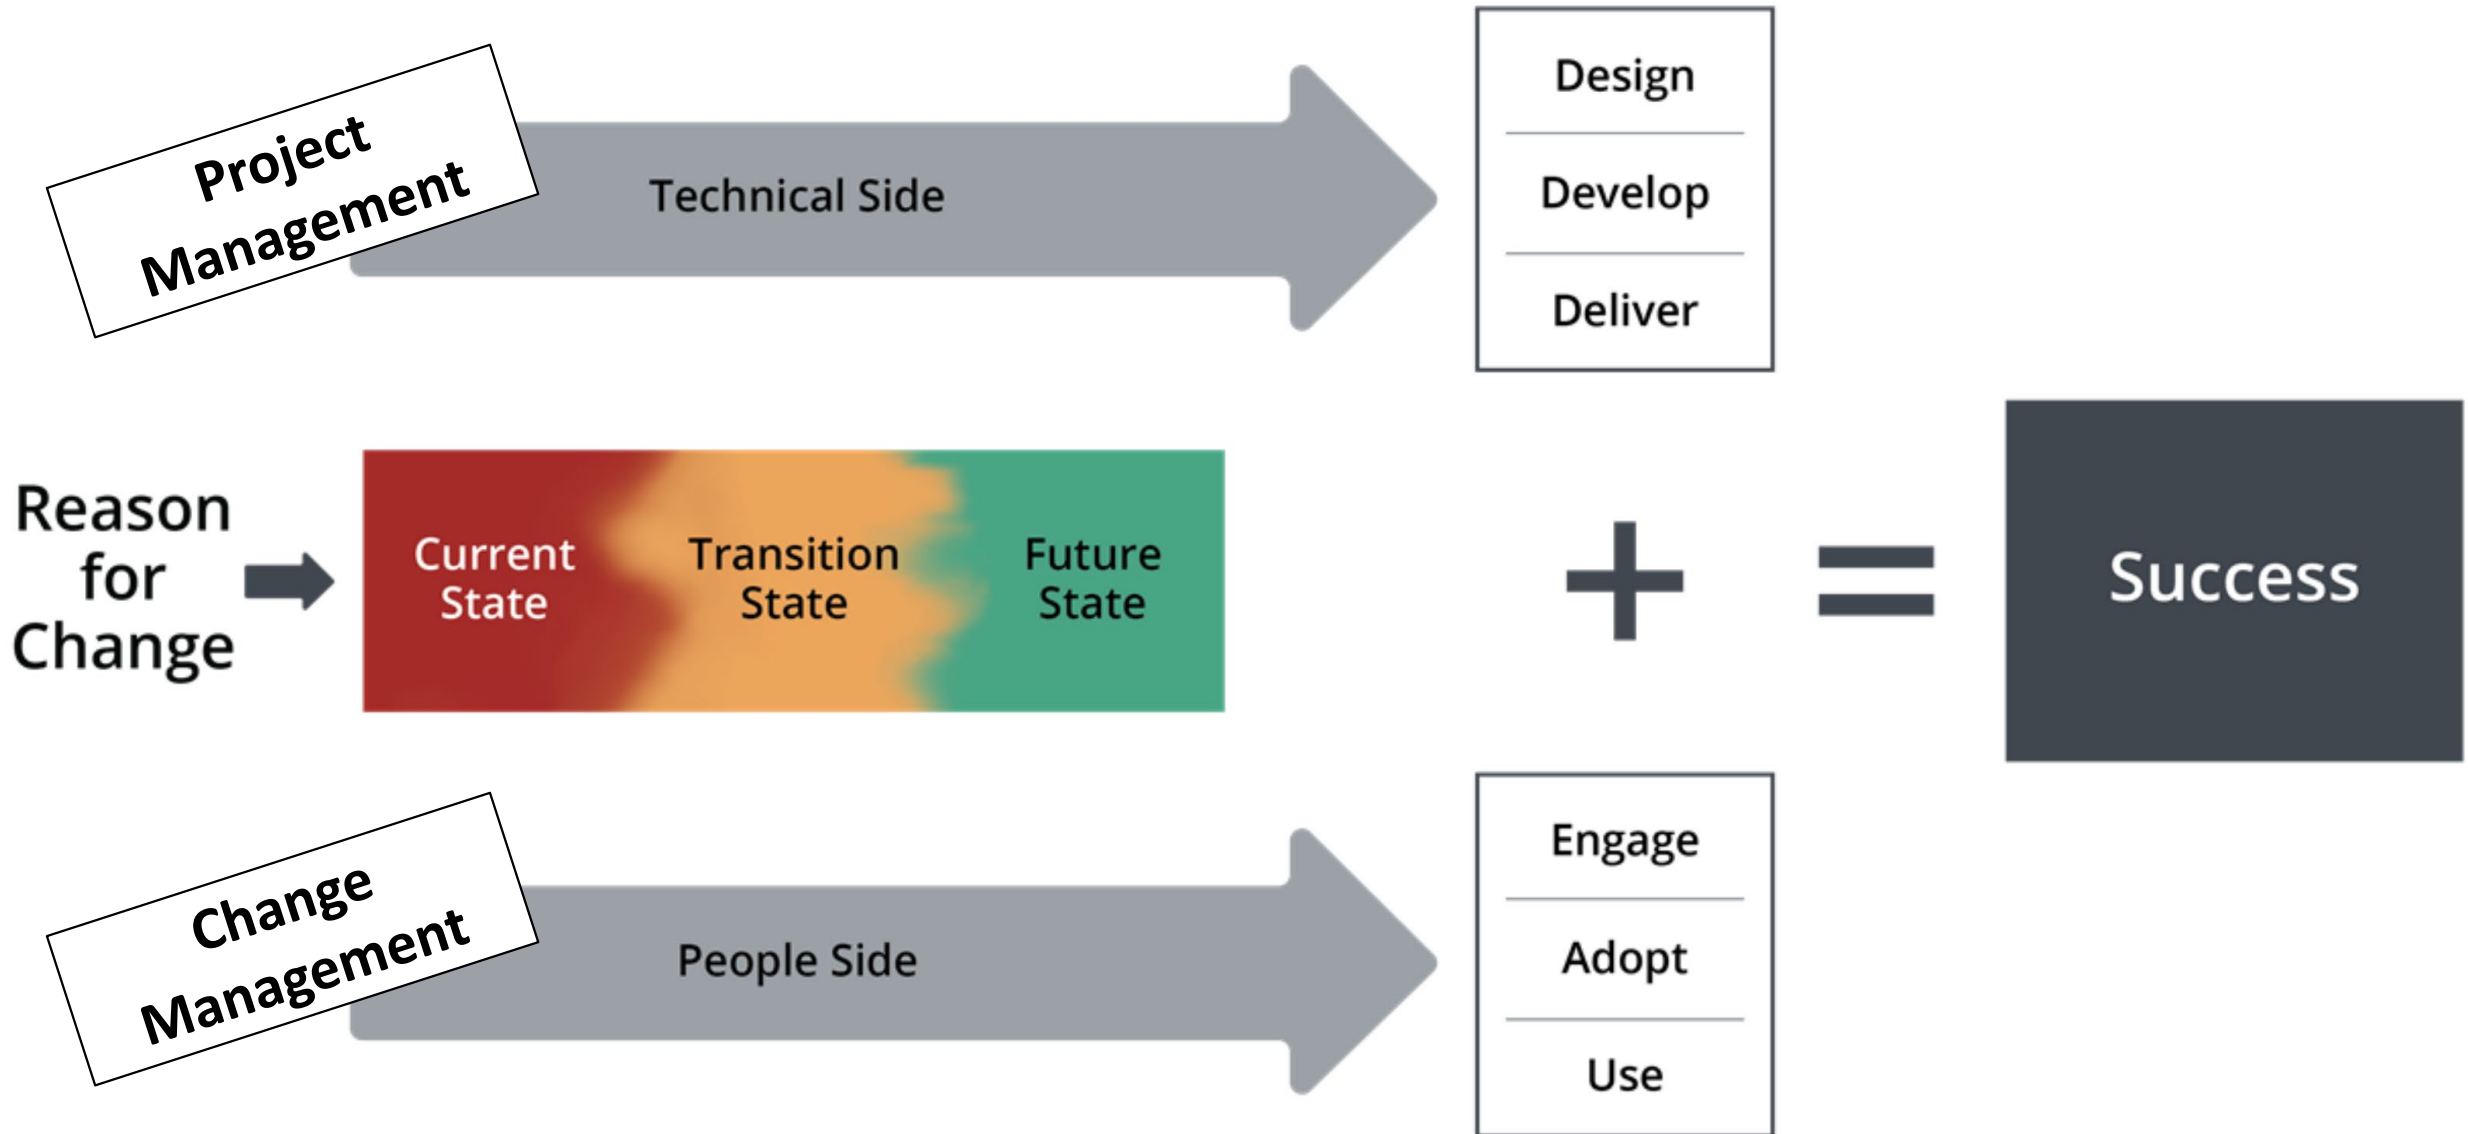 Project
Management
Technical Side
Design
Develop
Deliver
Reason
for
Change
Current
State
Transition
State
Future
State
+
=
Success
Change
Management
People Side
Engage
Adopt
Use